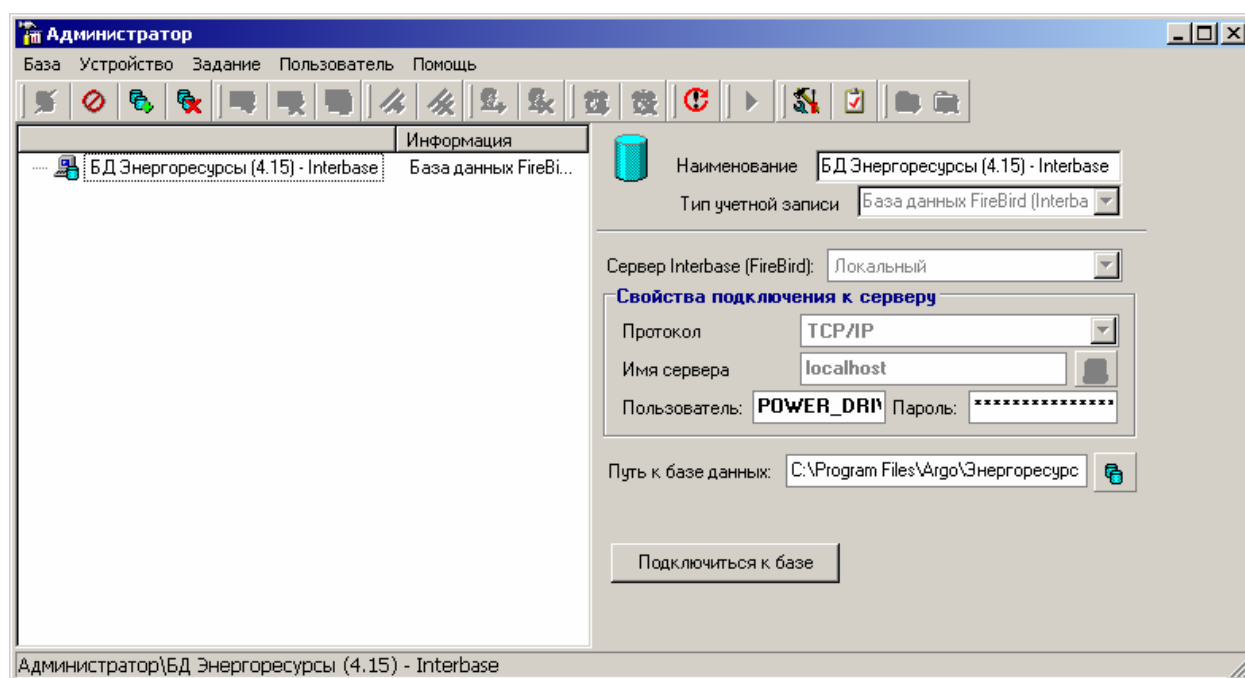 Администратор
База Устройство Задание Пользователь Помощь
Информация
БД Энергоресурсы (4.15) - Interbase База данных FireBi...
Наименование БД Энергоресурсы (4.15) - Interbase
Тип учетной записи База данных FireBird (Interba
Сервер Interbase (FireBird): Локальный
Свойства подключения к серверу
Протокол TCP/IP
Имя сервера localhost
Пользователь: POWER_DRI Пароль: ***************
Путь к базе данных: C:\Program Files\Argo\Энергоресурс
Подключиться к базе
Администратор\БД Энергоресурсы (4.15) - Interbase